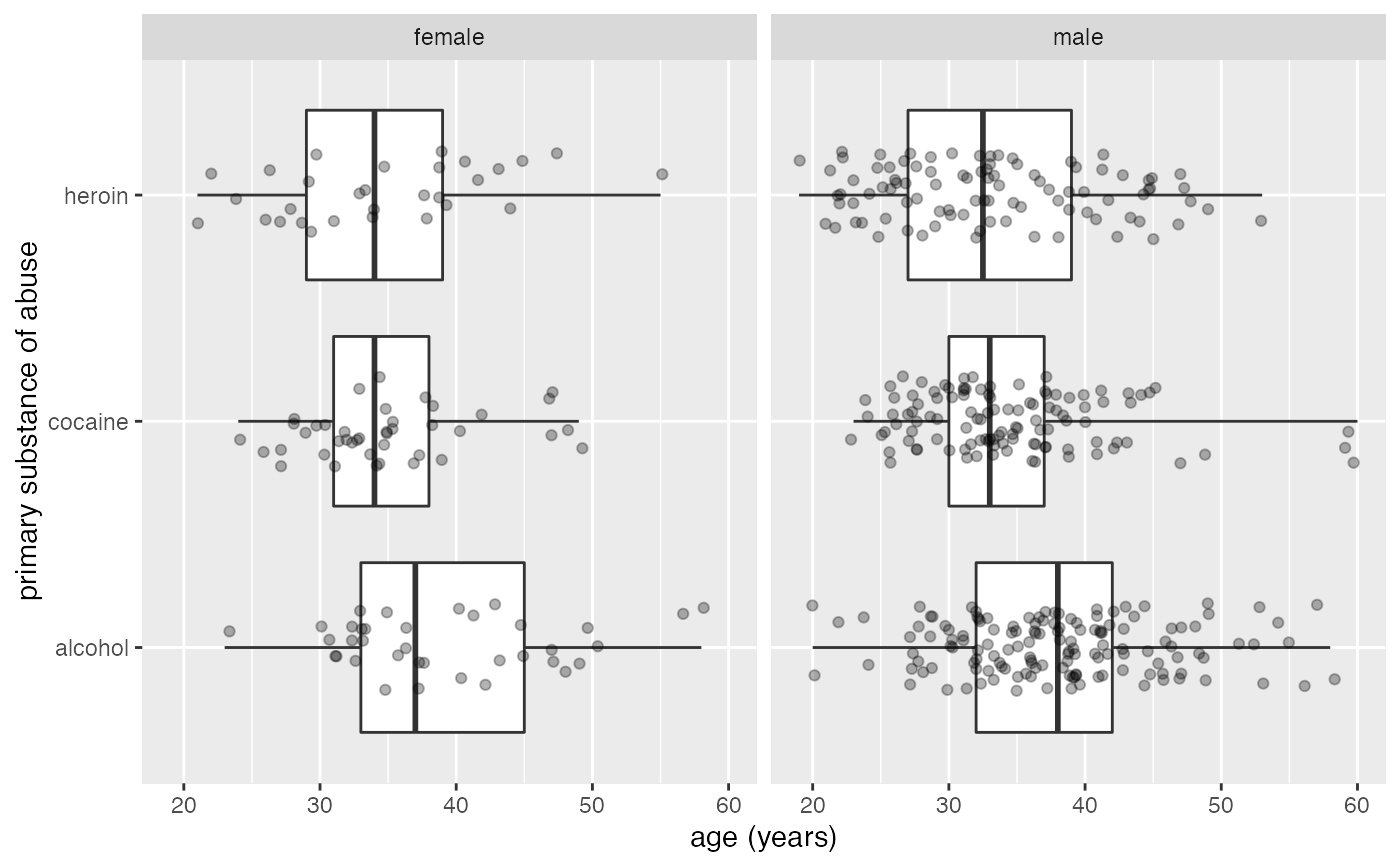 female male
primary substance of abuse
heroin
cocaine
alcohol
20 30 40 50 60 20 30 40 50 60
age (years)